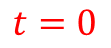 t = 0